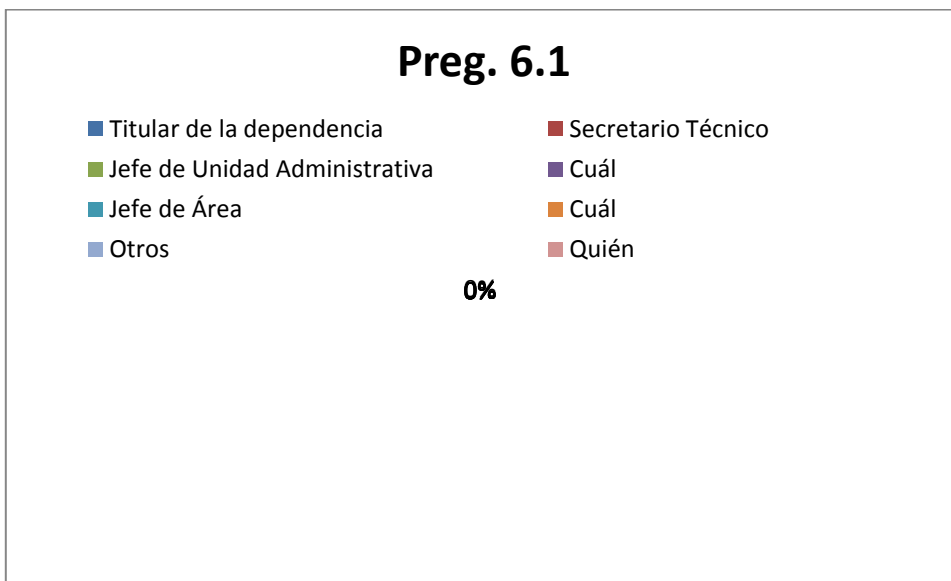 Preg. 6.1
Titular de la dependencia
Secretario Técnico
Jefe de Unidad Administrativa
Cuál
Jefe de Área
Cuál
Otros
Quién
0%